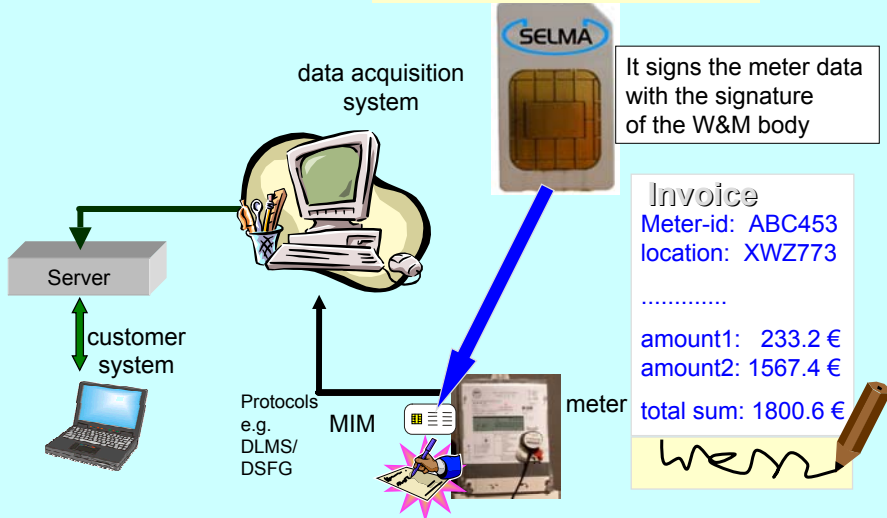 SELMA
data acquisition
system
It signs the meter data
with the signature
of the W&M body
Invoice
Meter-id: ABC453
location: XWZ773
.............
amount1: 233.2 €
amount2: 1567.4 €
total sum: 1800.6 €
Server
customer
system
Protocols
e.g.
DLMS/
DSFG
MIM
meter